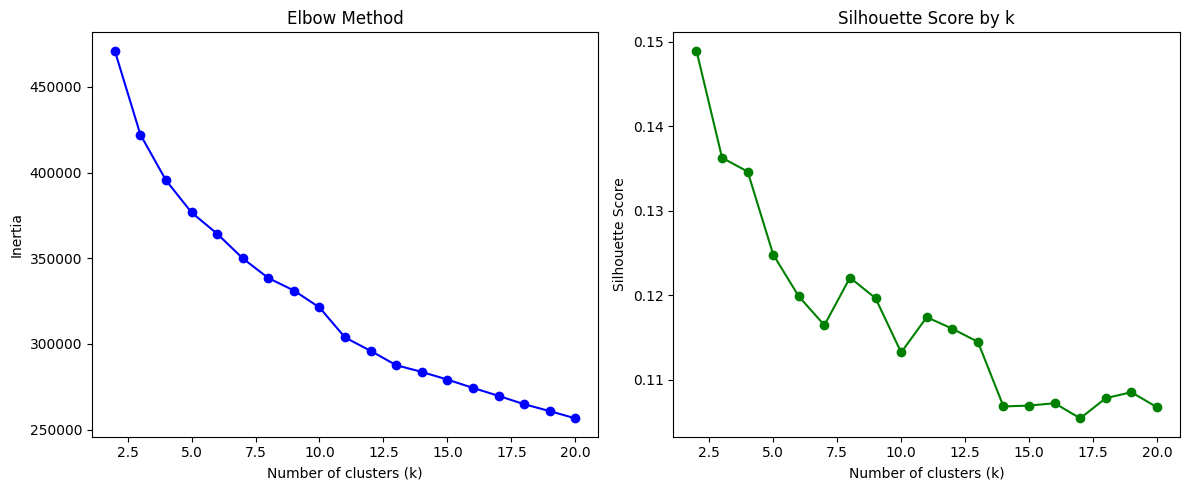 Elbow Method
450000
400000
350000
300000
250000
Inertia
2.5 5.0 7.5 10.0 12.5 15.0 17.5 20.0
Number of clusters (k)
Silhouette Score by k
0.15
0.14
0.13
0.12
0.11
Silhouette Score
2.5 5.0 7.5 10.0 12.5 15.0 17.5 20.0
Number of clusters (k)